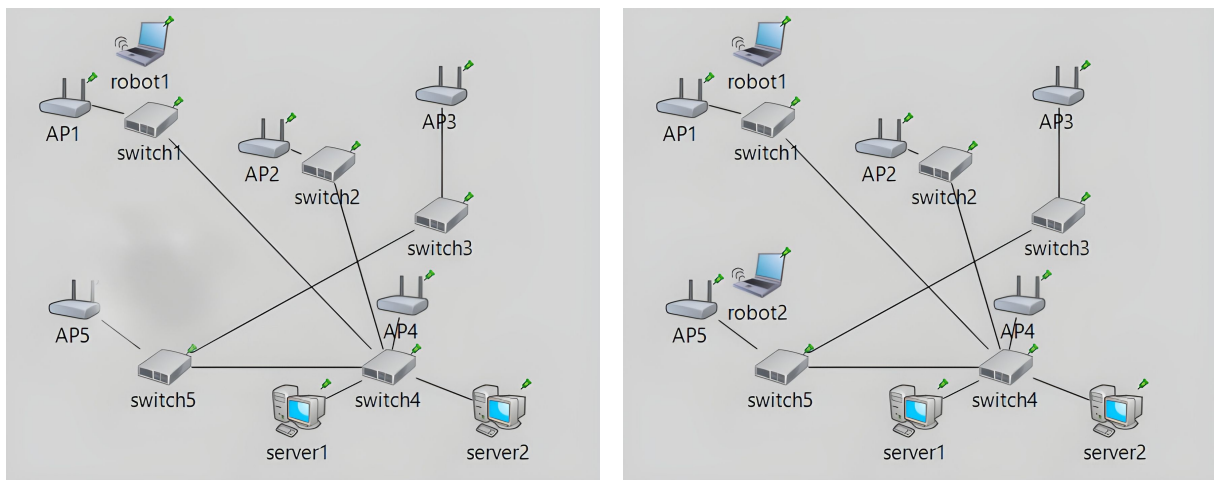 robot1
AP1
switch1
AP2
switch2
AP3
switch3
AP5
AP4
switch5
switch4
server1
server2
robot1
AP1
switch1
AP2
switch2
AP3
switch3
robot2
AP5
AP4
switch5
switch4
server1
server2